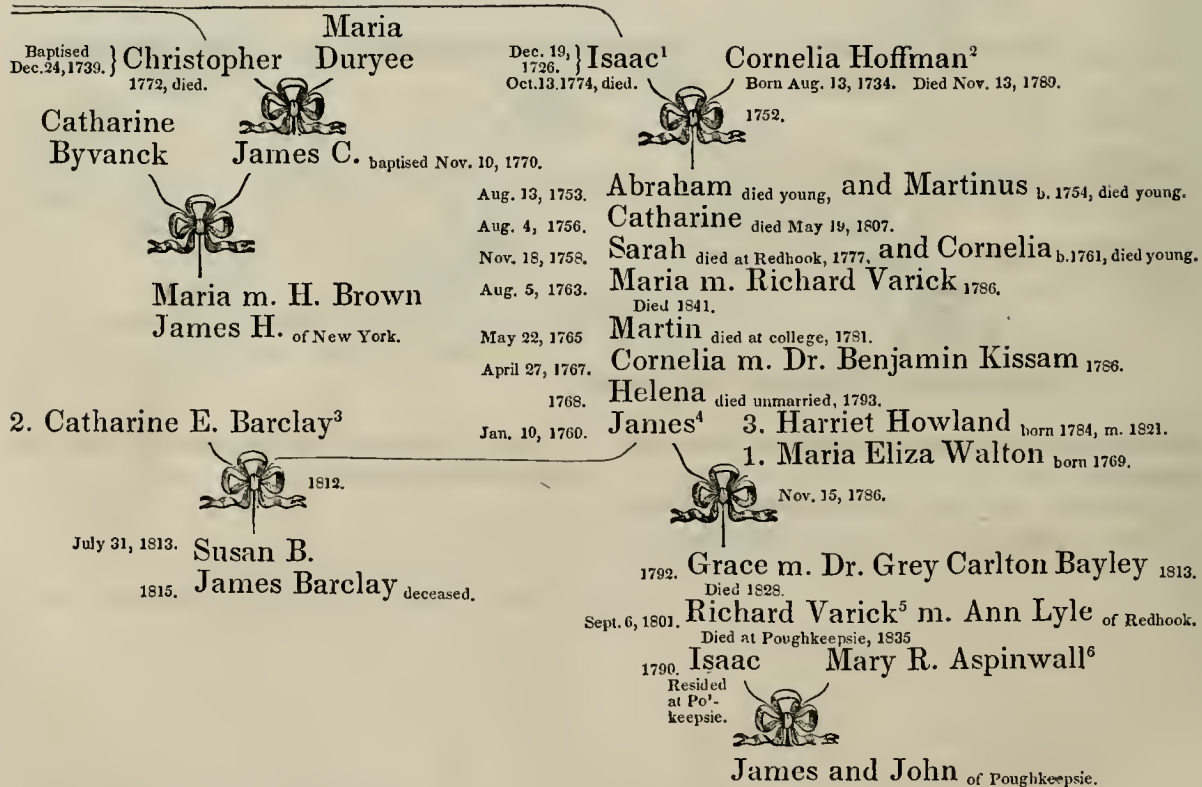 Maria
Baptised Dec.24,1739. } Christopher Duryee
1772, died.
Dec. 19, 1726. } Isaac¹ Cornelia Hoffman²
Oct.13.1774, died. Born Aug. 13, 1734. Died Nov. 13, 1789.
1752.
Catharine
Byvanck James C. baptised Nov. 10, 1770.
Maria m. H. Brown
James H. of New York.
Aug. 13, 1753. Abraham died young, and Martinus b. 1754, died young.
Aug. 4, 1756. Catharine died May 19, 1807.
Nov. 18, 1758. Sarah died at Redhook, 1777, and Cornelia b.1761, died young.
Aug. 5, 1763. Maria m. Richard Varick 1786.
Died 1841.
May 22, 1765 Martin died at college, 1781.
April 27, 1767. Cornelia m. Dr. Benjamin Kissam 1786.
1768. Helena died unmarried, 1793.
Jan. 10, 1760. James⁴ 3. Harriet Howland born 1784, m. 1821.
1. Maria Eliza Walton born 1769.
Nov. 15, 1786.
2. Catharine E. Barclay³
1812.
July 31, 1813. Susan B.
1815. James Barclay deceased.
1792. Grace m. Dr. Grey Carlton Bayley 1813.
Died 1828.
Sept. 6, 1801. Richard Varick⁵ m. Ann Lyle of Redhook.
Died at Poughkeepsie, 1835
1790. Isaac Mary R. Aspinwall⁶
Resided
at Po'-
keepsie.
James and John of Poughkeepsie.